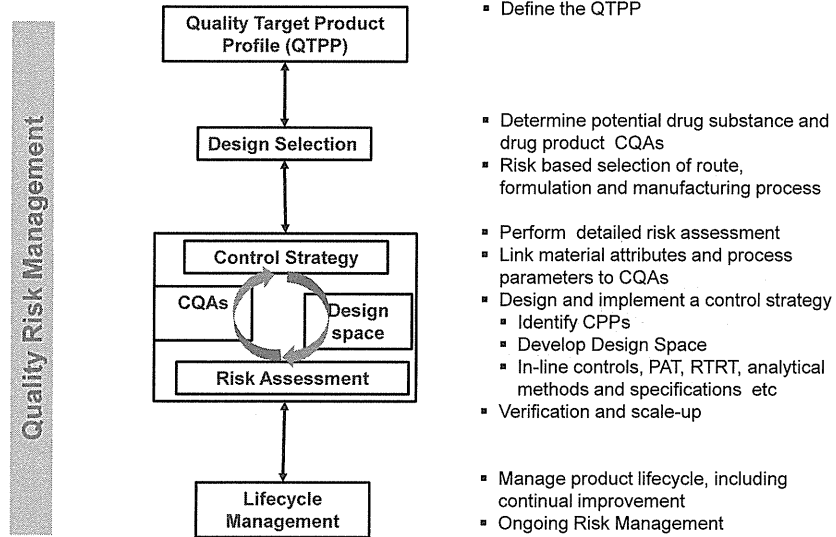 Quality Risk Management
Quality Target Product
Profile (QTPP)
▪ Define the QTPP
Design Selection
▪ Determine potential drug substance and
drug product CQAs
▪ Risk based selection of route,
formulation and manufacturing process
Control Strategy
CQAs
Design
space
Risk Assessment
▪ Perform detailed risk assessment
▪ Link material attributes and process
parameters to CQAs
▪ Design and implement a control strategy
▪ Identify CPPs
▪ Develop Design Space
▪ In-line controls, PAT, RTRT, analytical
methods and specifications etc
▪ Verification and scale-up
Lifecycle
Management
▪ Manage product lifecycle, including
continual improvement
▪ Ongoing Risk Management